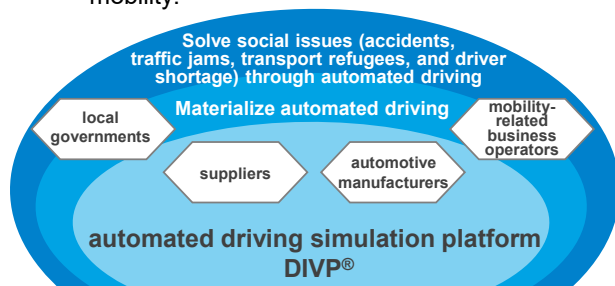 mobility.
Solve social issues (accidents,
traffic jams, transport refugees, and driver
shortage) through automated driving
Materialize automated driving
local
governments
mobility-
related
business
operators
suppliers
automotive
manufacturers
automated driving simulation platform
DIVP®